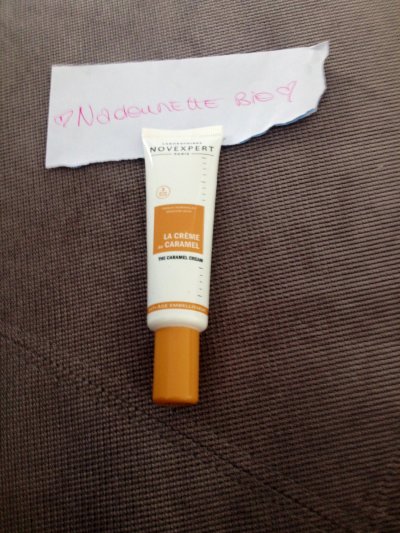 ♡Nadounette Bio♡
LABORATOIRES
NOVEXPERT
PARIS
LA CRÈME
AU CARAMEL
THE CARAMEL CREAM